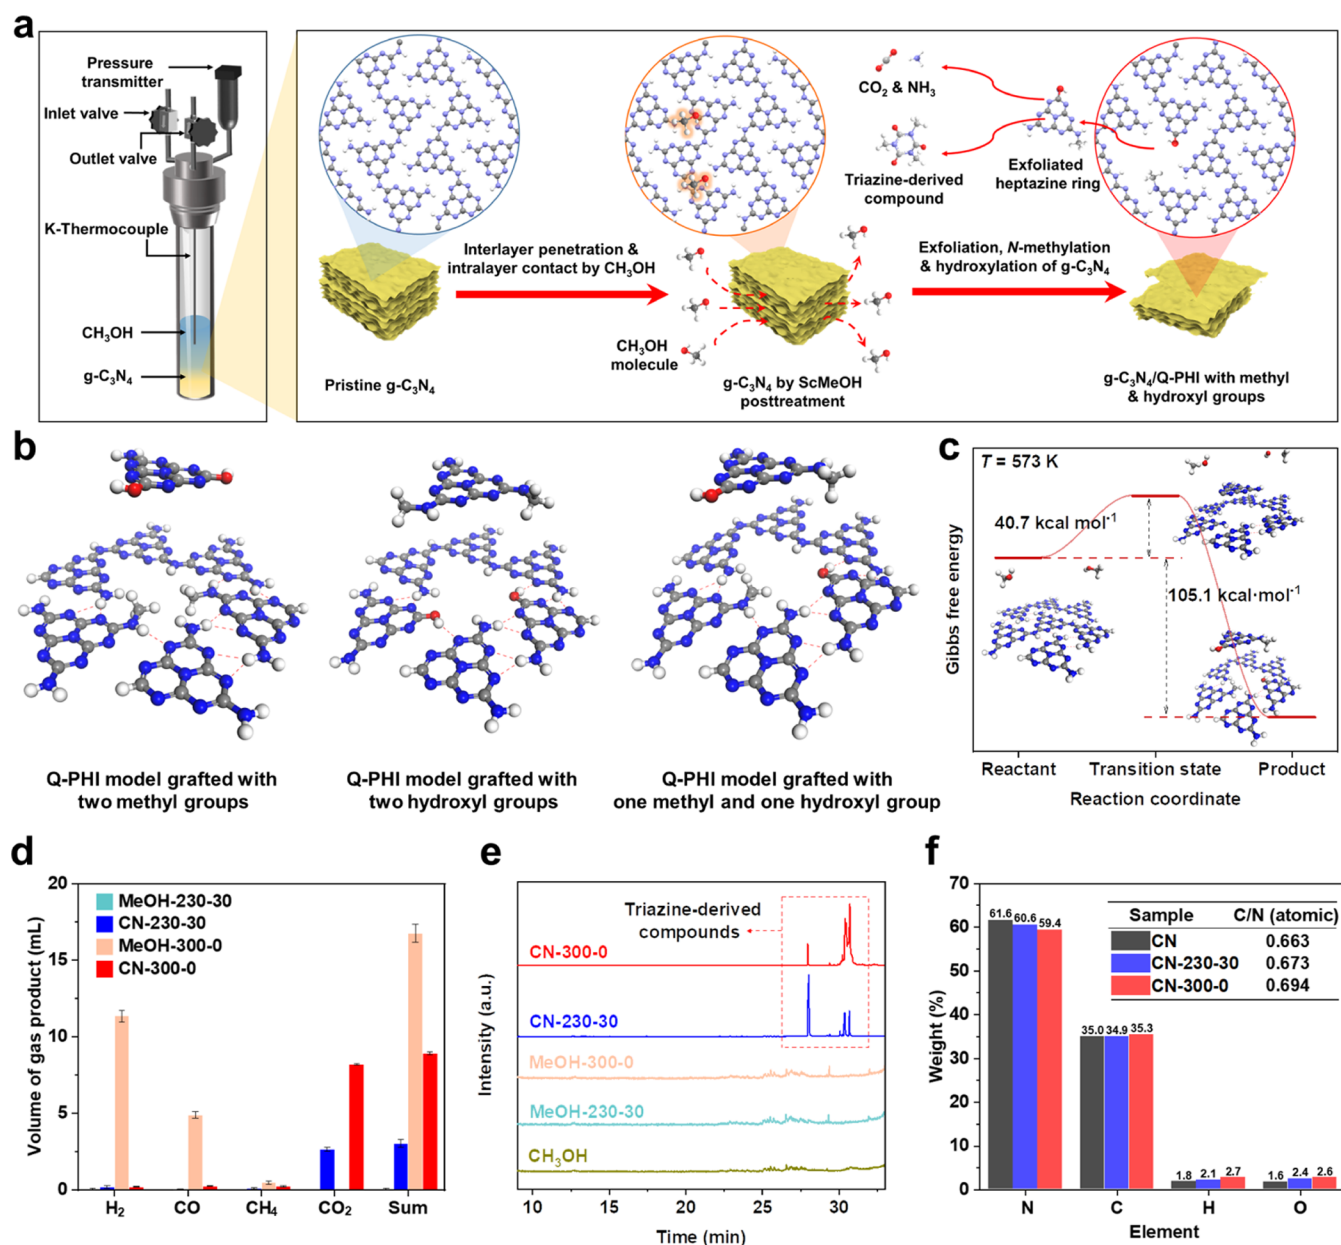 a
Pressure
transmitter
Inlet valve
Outlet valve
K-Thermocouple
CH₃OH
g-C₃N₄
Pristine g-C₃N₄
Interlayer penetration &
intralayer contact by CH₃OH
CH₃OH
molecule
g-C₃N₄ by ScMeOH
posttreatment
CO₂ & NH₃
Triazine-derived
compound
Exfoliated
heptazine ring
Exfoliation, N-methylation
& hydroxylation of g-C₃N₄
g-C₃N₄/Q-PHI with methyl
& hydroxyl groups
b
Q-PHI model grafted with
two methyl groups
Q-PHI model grafted with
two hydroxyl groups
Q-PHI model grafted with
one methyl and one hydroxyl group
c
T = 573 K
40.7 kcal mol⁻¹
105.1 kcal·mol⁻¹
Gibbs free energy
Reactant
Transition state
Product
Reaction coordinate
d
Volume of gas product (mL)
20
15
10
5
0
MeOH-230-30
CN-230-30
MeOH-300-0
CN-300-0
H₂
CO
CH₄
CO₂
Sum
e
Intensity (a.u.)
Triazine-derived
compounds
CN-300-0
CN-230-30
MeOH-300-0
MeOH-230-30
CH₃OH
10
15
20
25
30
Time (min)
f
Weight (%)
70
60
50
40
30
20
10
0
61.6
60.6
59.4
35.0
34.9
35.3
1.8
2.1
2.7
1.6
2.4
2.6
Sample C/N (atomic)
CN 0.663
CN-230-30 0.673
CN-300-0 0.694
N
C
H
O
Element